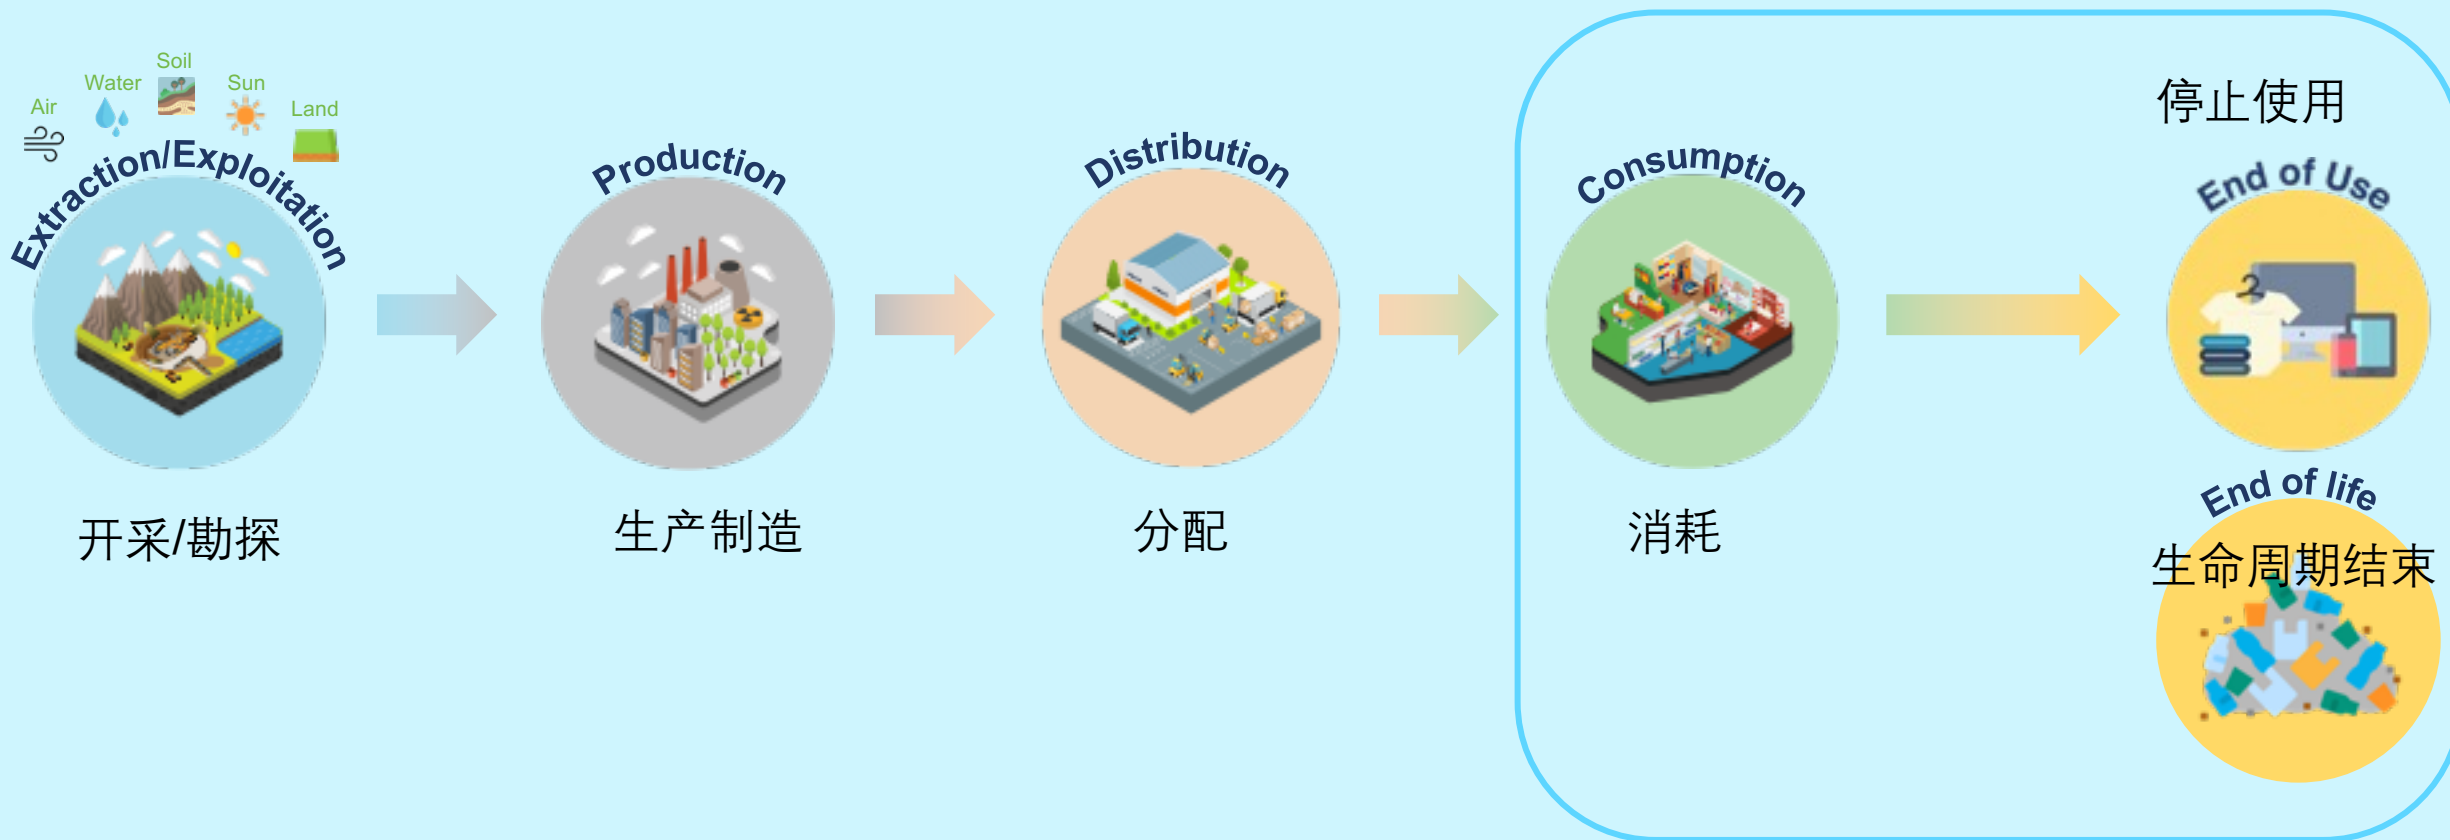 Air
Water
Soil
Sun
Land
Extraction/Exploitation
开采/勘探
Production
生产制造
Distribution
分配
Consumption
消耗
停止使用
End of Use
2
End of life
生命周期结束